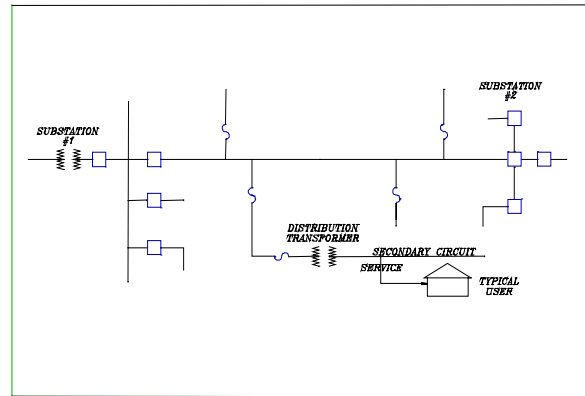 SUBSTATION
#1
SUBSTATION
#2
DISTRIBUTION
TRANSFORMER
SECONDARY CIRCUIT
SERVICE
TYPICAL
USER